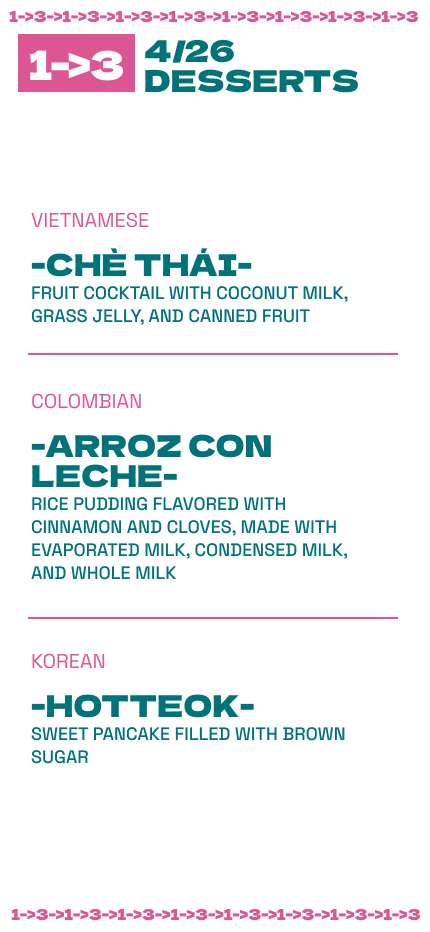 1->3->1->3->1->3->1->3->1->3->1->3->1->3->1->3
1->3
4/26
DESSERTS
VIETNAMESE
-CHÈ THÁI-
FRUIT COCKTAIL WITH COCONUT MILK,
GRASS JELLY, AND CANNED FRUIT
COLOMBIAN
-ARROZ CON
LECHE-
RICE PUDDING FLAVORED WITH
CINNAMON AND CLOVES, MADE WITH
EVAPORATED MILK, CONDENSED MILK,
AND WHOLE MILK
KOREAN
-HOTTEOK-
SWEET PANCAKE FILLED WITH BROWN
SUGAR
1->3->1->3->1->3->1->3->1->3->1->3->1->3->1->3